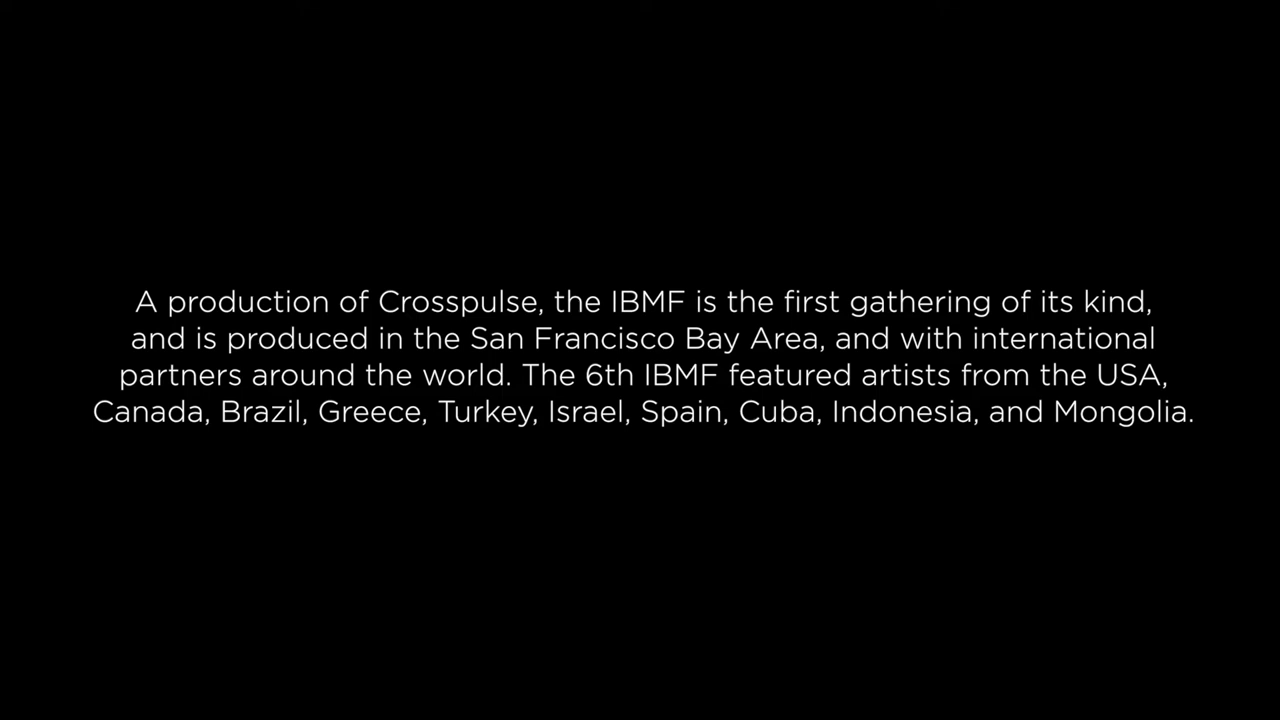 A production of Crosspulse, the IBMF is the first gathering of its kind,
and is produced in the San Francisco Bay Area, and with international
partners around the world. The 6th IBMF featured artists from the USA,
Canada, Brazil, Greece, Turkey, Israel, Spain, Cuba, Indonesia, and Mongolia.